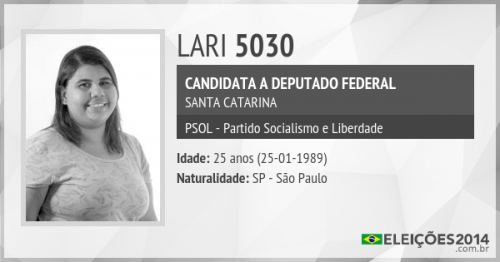 LARI 5030
CANDIDATA A DEPUTADO FEDERAL
SANTA CATARINA
PSOL - Partido Socialismo e Liberdade
Idade: 25 anos (25-01-1989)
Naturalidade: SP - São Paulo
ELEIÇÕES2014
.com.br